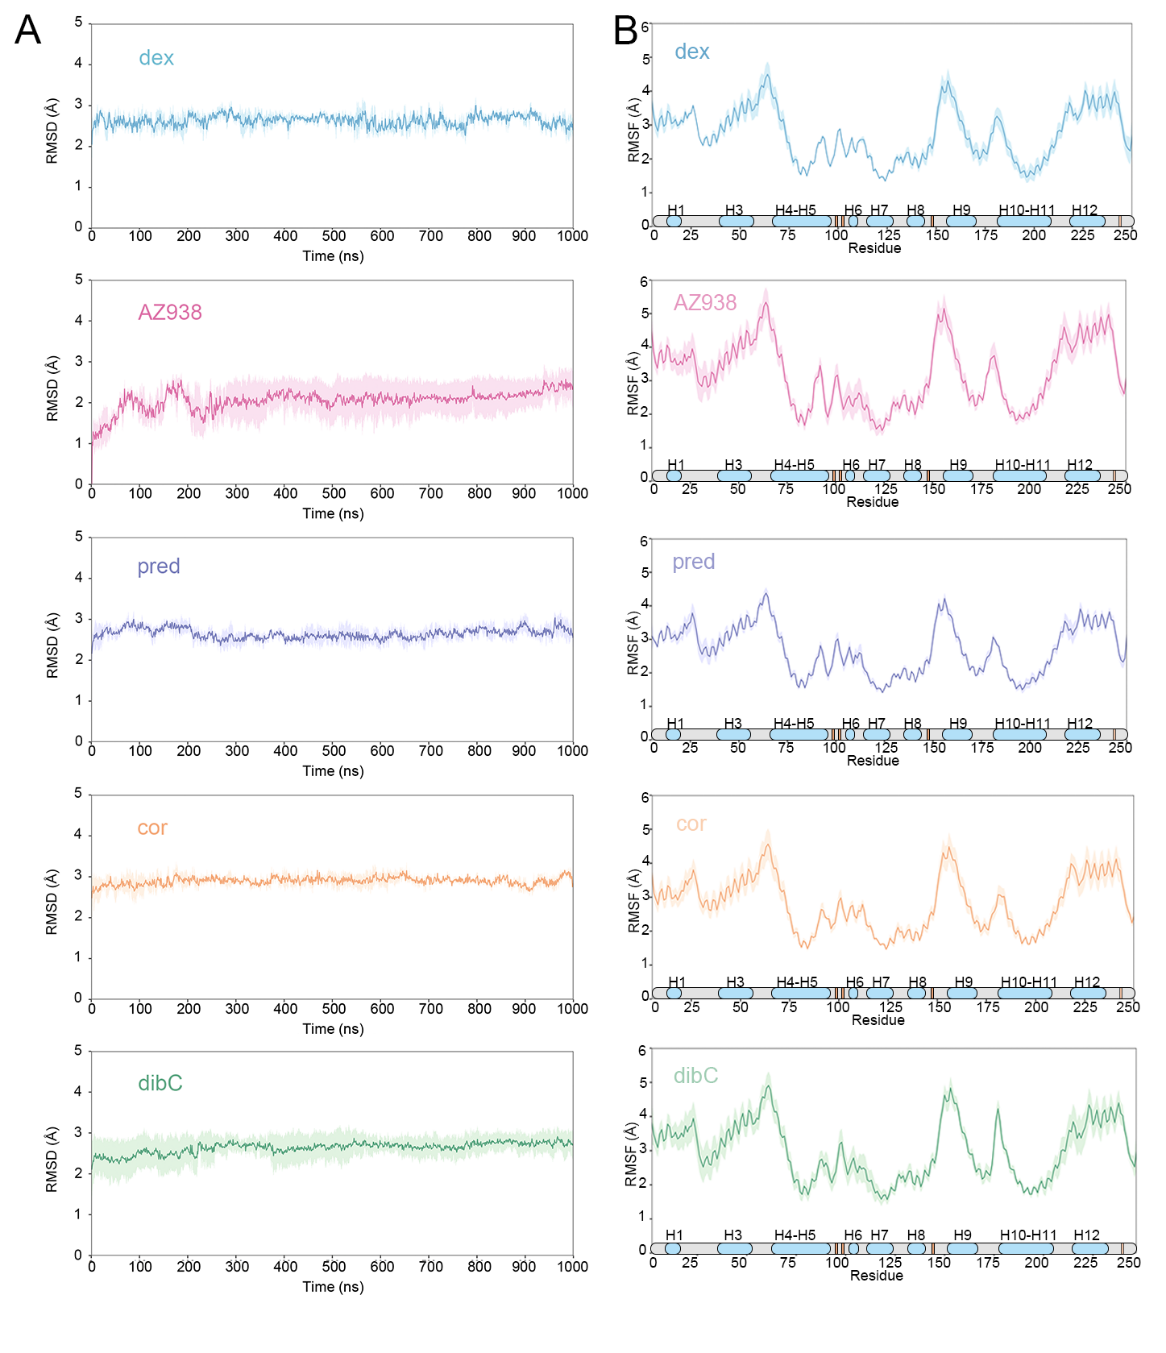 A
B
5
4
3
2
1
0
RMSD (Å)
dex
0 100 200 300 400 500 600 700 800 900 1000
Time (ns)
6
5
4
3
2
1
0
RMSF (Å)
dex
H1 H3 H4-H5 H6 H7 H8 H9 H10-H11 H12
0 25 50 75 100 125 150 175 200 225 250
Residue
5
4
3
2
1
0
RMSD (Å)
AZ938
0 100 200 300 400 500 600 700 800 900 1000
Time (ns)
6
5
4
3
2
1
0
RMSF (Å)
AZ938
H1 H3 H4-H5 H6 H7 H8 H9 H10-H11 H12
0 25 50 75 100 125 150 175 200 225 250
Residue
5
4
3
2
1
0
RMSD (Å)
pred
0 100 200 300 400 500 600 700 800 900 1000
Time (ns)
6
5
4
3
2
1
0
RMSF (Å)
pred
H1 H3 H4-H5 H6 H7 H8 H9 H10-H11 H12
0 25 50 75 100 125 150 175 200 225 250
Residue
5
4
3
2
1
0
RMSD (Å)
cor
0 100 200 300 400 500 600 700 800 900 1000
Time (ns)
6
5
4
3
2
1
0
RMSF (Å)
cor
H1 H3 H4-H5 H6 H7 H8 H9 H10-H11 H12
0 25 50 75 100 125 150 175 200 225 250
Residue
5
4
3
2
1
0
RMSD (Å)
dibC
0 100 200 300 400 500 600 700 800 900 1000
Time (ns)
6
5
4
3
2
1
0
RMSF (Å)
dibC
H1 H3 H4-H5 H6 H7 H8 H9 H10-H11 H12
0 25 50 75 100 125 150 175 200 225 250
Residue